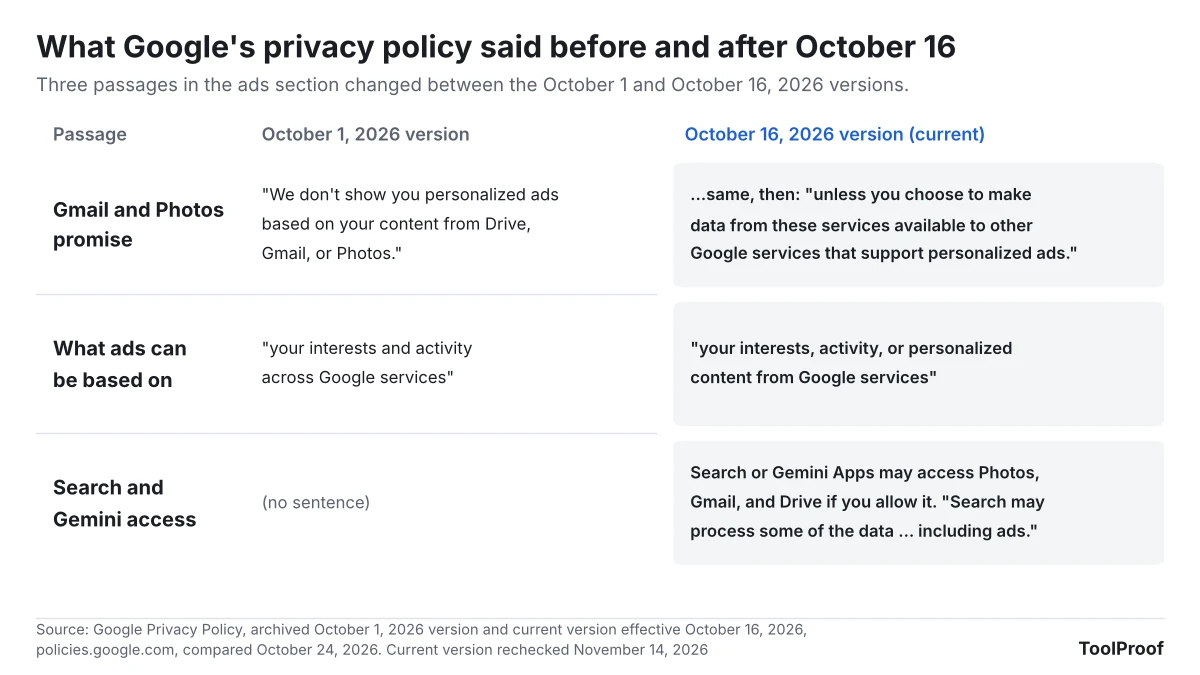 What Google's privacy policy said before and after October 16
Three passages in the ads section changed between the October 1 and October 16, 2026 versions.
Passage
October 1, 2026 version
October 16, 2026 version (current)
Gmail and Photos
promise
"We don't show you personalized ads
based on your content from Drive,
Gmail, or Photos."
...same, then: "unless you choose to make
data from these services available to other
Google services that support personalized ads."
What ads can
be based on
"your interests and activity
across Google services"
"your interests, activity, or personalized
content from Google services"
Search and
Gemini access
(no sentence)
Search or Gemini Apps may access Photos,
Gmail, and Drive if you allow it. "Search may
process some of the data ... including ads."
Source: Google Privacy Policy, archived October 1, 2026 version and current version effective October 16, 2026,
policies.google.com, compared October 24, 2026. Current version rechecked November 14, 2026
ToolProof